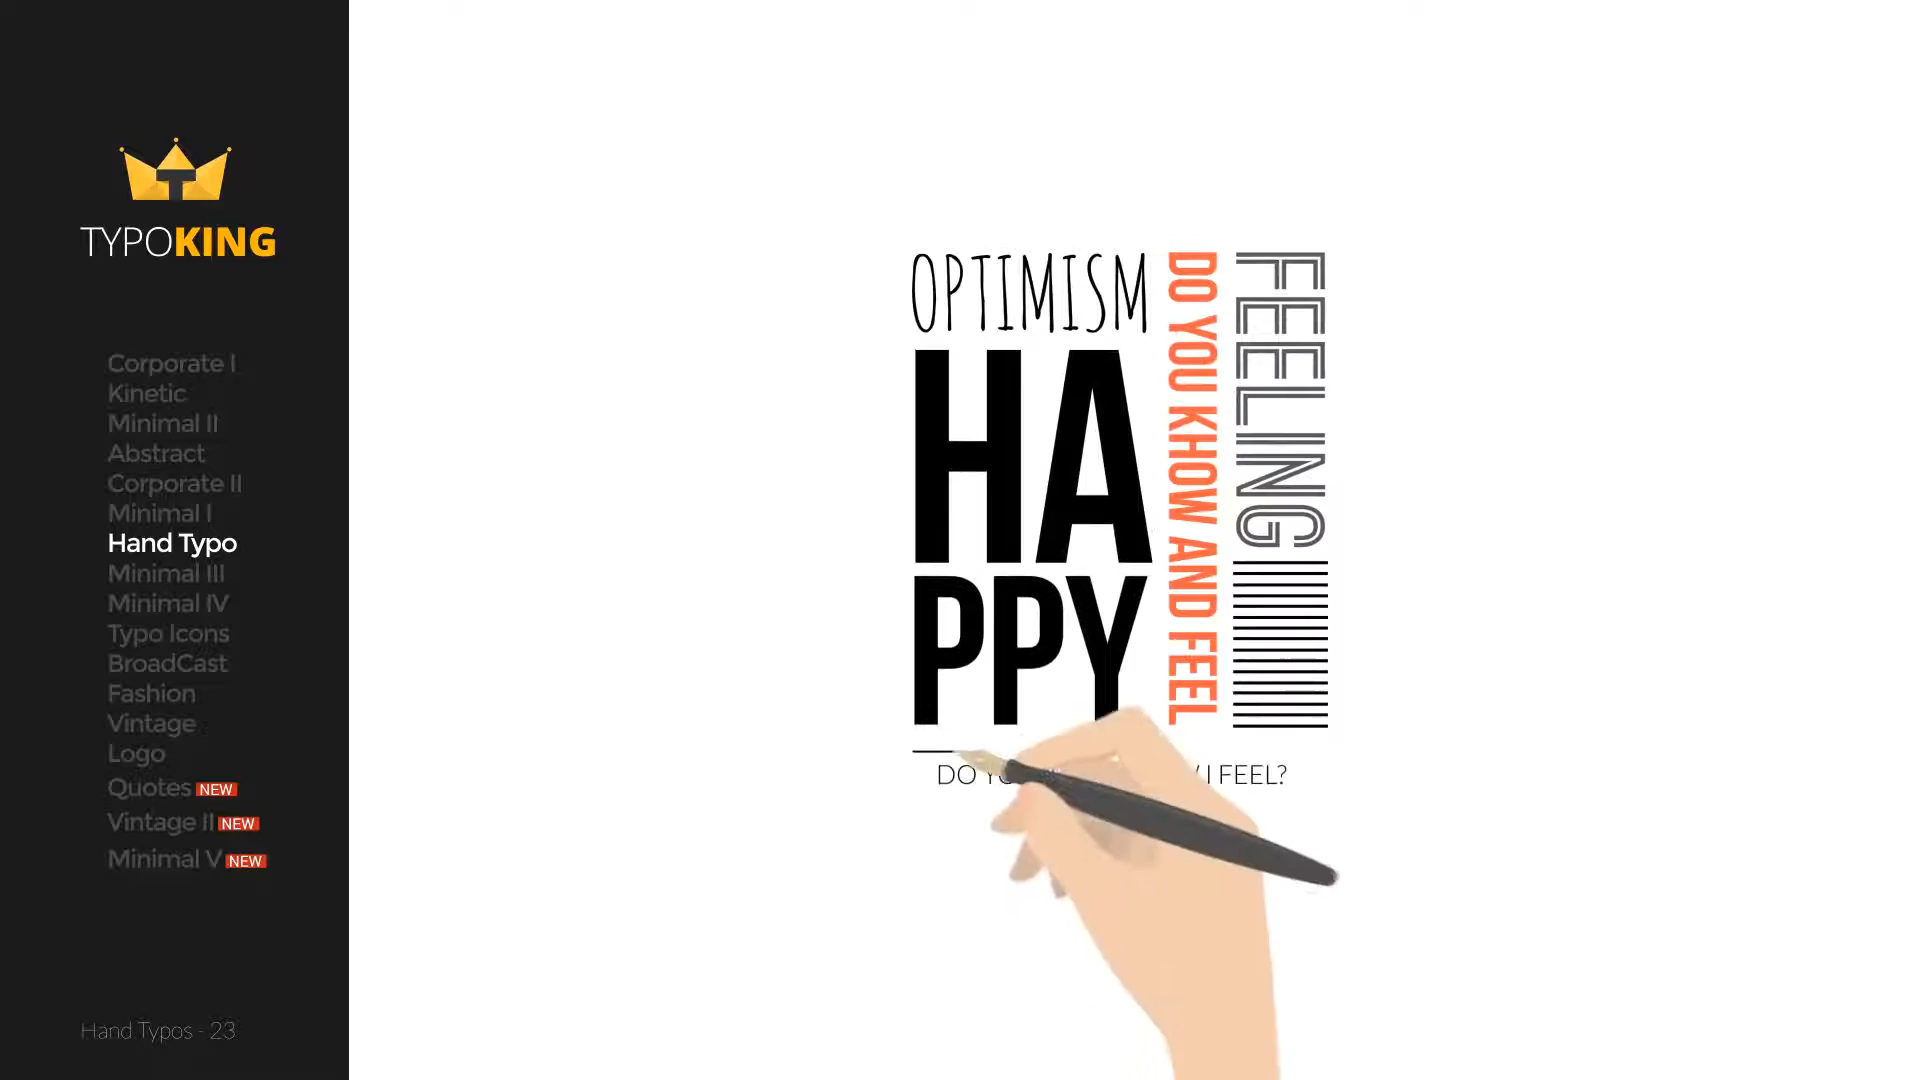 TYPOKING
Corporate I
Kinetic
Minimal II
Abstract
Corporate II
Minimal I
Hand Typo
Minimal III
Minimal IV
Typo Icons
BroadCast
Fashion
Vintage
Logo
Quotes NEW
Vintage II NEW
Minimal V NEW
Hand Typos - 23
OPTIMISM
HA
PPY
DO YOU KHOW AND FEEL
FEELING
DO I FEEL?